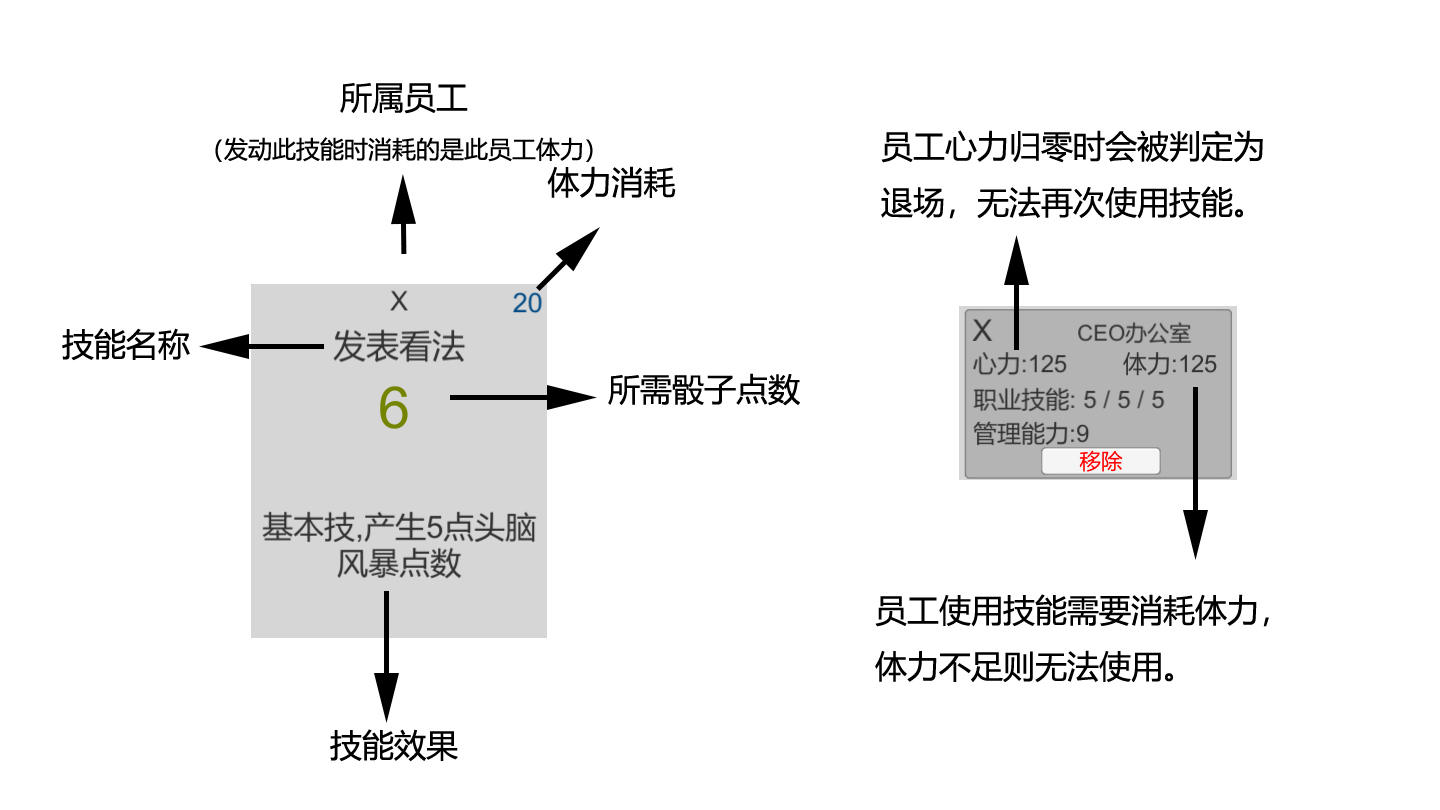 所属员工
（发动此技能时消耗的是此员工体力）
体力消耗
X
20
技能名称
发表看法
6
所需骰子点数
基本技,产生5点头脑
风暴点数
技能效果
员工心力归零时会被判定为
退场，无法再次使用技能。
X
CEO办公室
心力:125
体力:125
职业技能: 5 / 5 / 5
管理能力:9
移除
员工使用技能需要消耗体力，
体力不足则无法使用。